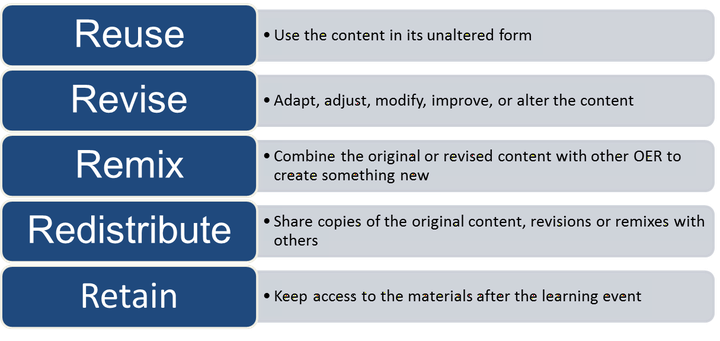 Reuse
• Use the content in its unaltered form
Revise
• Adapt, adjust, modify, improve, or alter the content
Remix
• Combine the original or revised content with other OER to
create something new
Redistribute
• Share copies of the original content, revisions or remixes with
others
Retain
• Keep access to the materials after the learning event